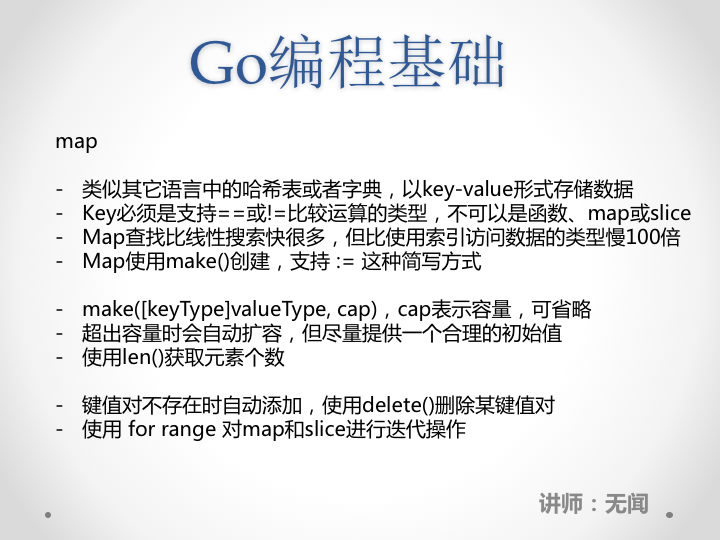 Go编程基础
map
- 类似其它语言中的哈希表或者字典，以key-value形式存储数据
- Key必须是支持==或!=比较运算的类型，不可以是函数、map或slice
- Map查找比线性搜索快很多，但比使用索引访问数据的类型慢100倍
- Map使用make()创建，支持 := 这种简写方式
- make([keyType]valueType, cap)，cap表示容量，可省略
- 超出容量时会自动扩容，但尽量提供一个合理的初始值
- 使用len()获取元素个数
- 键值对不存在时自动添加，使用delete()删除某键值对
- 使用 for range 对map和slice进行迭代操作
讲师：无闻